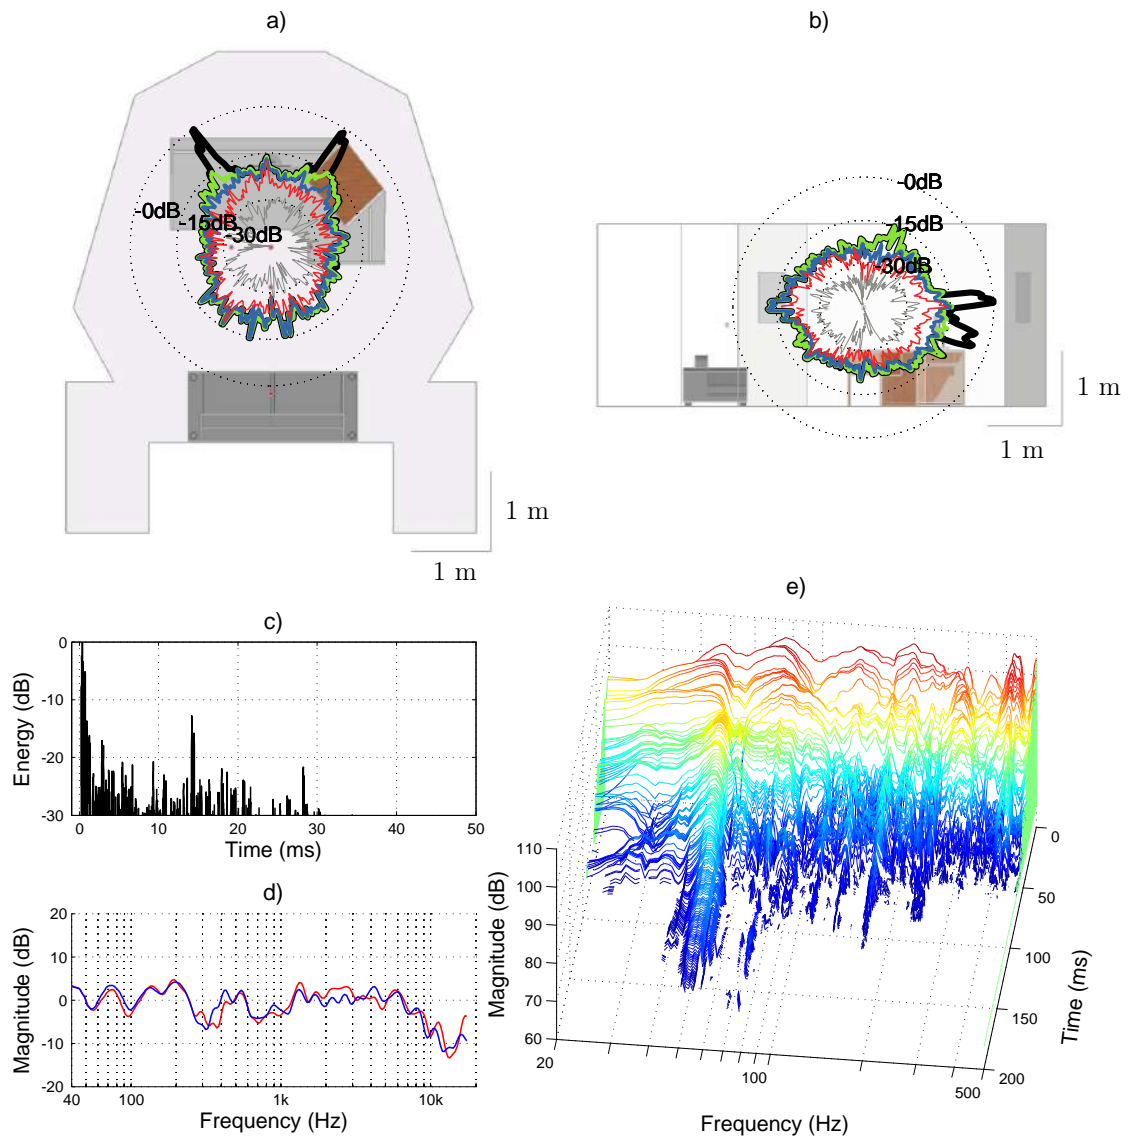 a)
b)
-0dB
-15dB
-30dB
-0dB
-15dB
-30dB
1 m
1 m
1 m
1 m
c)
0
-10
-20
-30
Energy (dB)
0
10
20
30
40
50
Time (ms)
d)
20
10
0
-10
-20
Magnitude (dB)
40
100
1k
10k
Frequency (Hz)
e)
110
100
90
80
70
60
Magnitude (dB)
20
100
500
Frequency (Hz)
0
50
100
150
200
Time (ms)